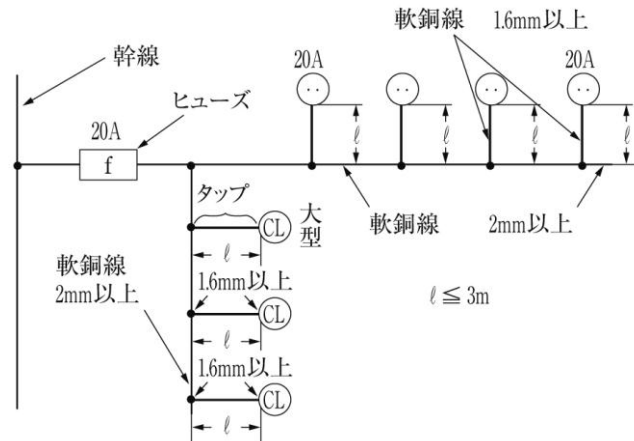 幹線
ヒューズ
20A
f
20A
軟銅線
1.6mm以上
20A
ℓ
ℓ
ℓ
ℓ
軟銅線
2mm以上
タップ
CL
大型
ℓ
軟銅線
2mm以上
1.6mm以上
CL
ℓ
1.6mm以上
CL
ℓ
ℓ ≦ 3m